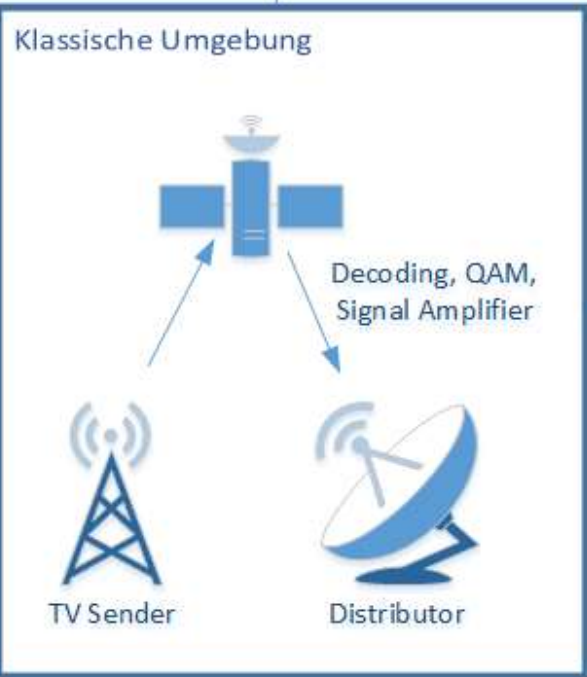 Klassische Umgebung
Decoding, QAM,
Signal Amplifier
TV Sender
Distributor